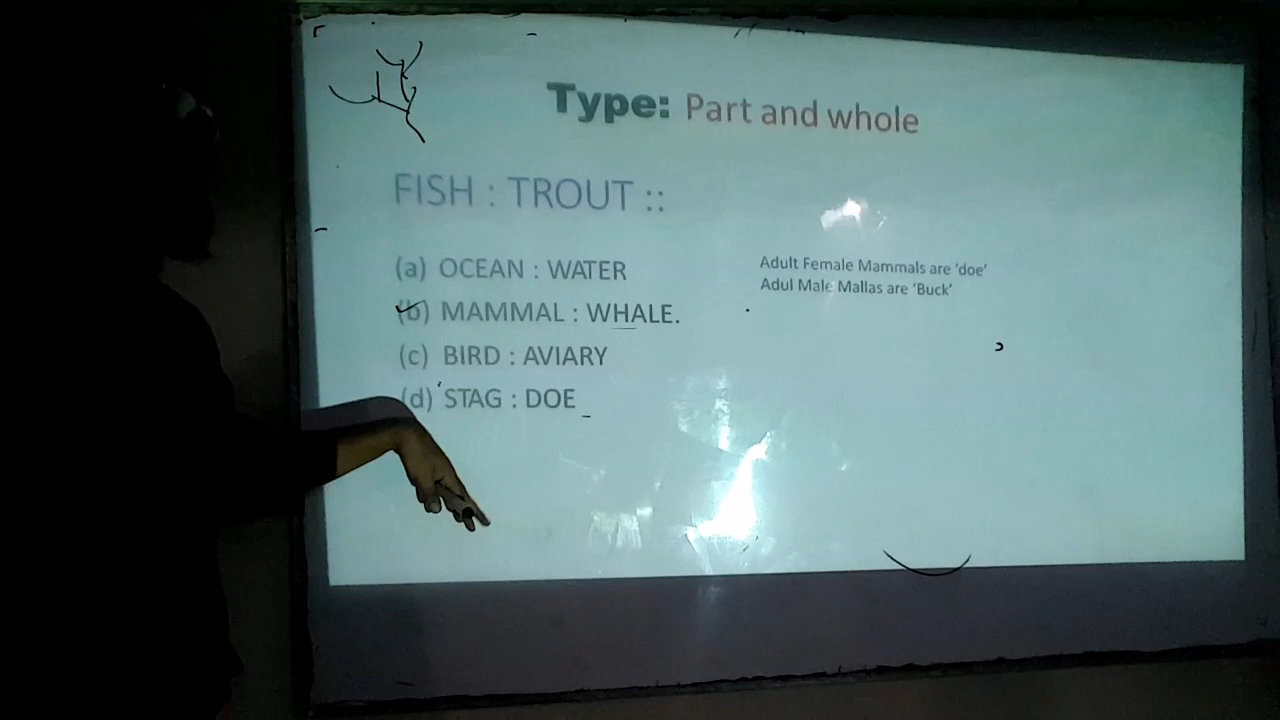 Type: Part and whole
FISH : TROUT ::
(a) OCEAN : WATER
(b) MAMMAL : WHALE.
(c) BIRD : AVIARY
(d) STAG : DOE
Adult Female Mammals are ‘doe’
Adul Male Mallas are ‘Buck’